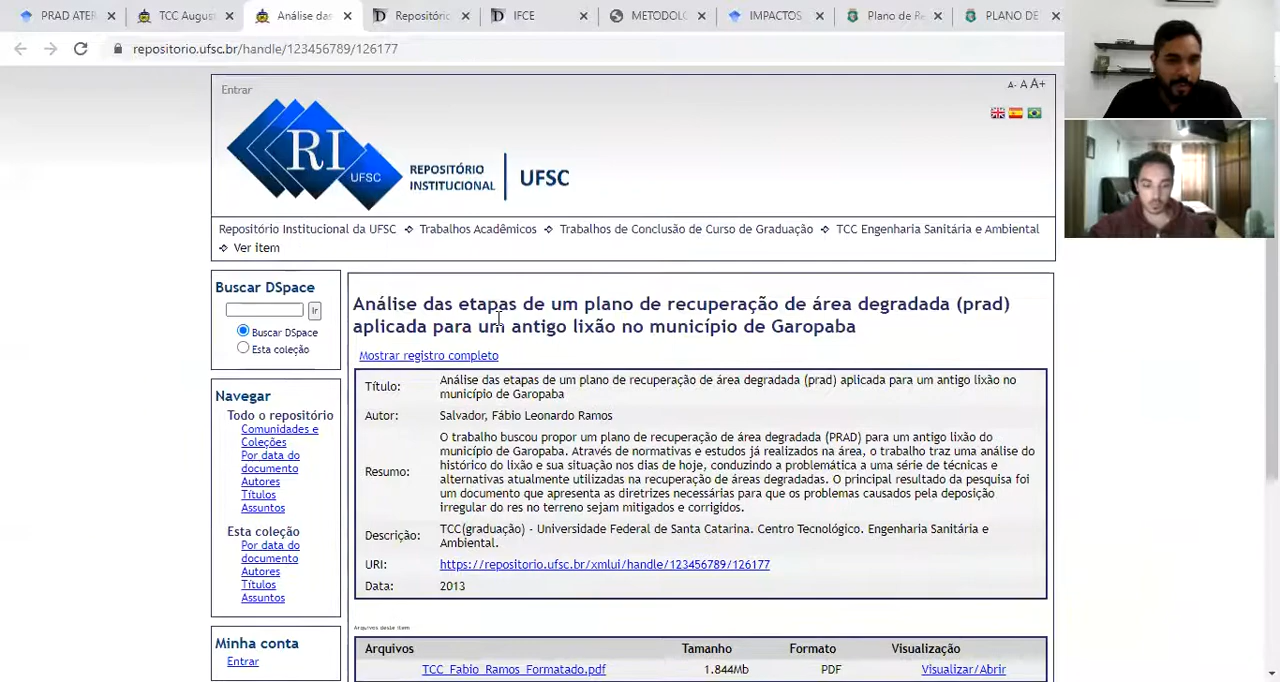 PRAD ATER
TCC Augus
Análise das
Repositóri
IFCE
METODOLO
IMPACTOS
Plano de Re
PLANO DE
repositorio.ufsc.br/handle/123456789/126177
Entrar
A- A A+
RI
UFSC
REPOSITÓRIO
INSTITUCIONAL
UFSC
Repositório Institucional da UFSC
Trabalhos Acadêmicos
Trabalhos de Conclusão de Curso de Graduação
TCC Engenharia Sanitária e Ambiental
Ver item
Buscar DSpace
Ir
Buscar DSpace
Esta coleção
Navegar
Todo o repositório
Comunidades e
Coleções
Por data do
documento
Autores
Títulos
Assuntos
Esta coleção
Por data do
documento
Autores
Títulos
Assuntos
Minha conta
Entrar
Análise das etapas de um plano de recuperação de área degradada (prad)
aplicada para um antigo lixão no município de Garopaba
Mostrar registro completo
Título: Análise das etapas de um plano de recuperação de área degradada (prad) aplicada para um antigo lixão no
município de Garopaba
Autor: Salvador, Fábio Leonardo Ramos
Resumo: O trabalho buscou propor um plano de recuperação de área degradada (PRAD) para um antigo lixão do
município de Garopaba. Através de normativas e estudos já realizados na área, o trabalho traz uma análise do
histórico do lixão e sua situação nos dias de hoje, conduzindo a problemática a uma série de técnicas e
alternativas atualmente utilizadas na recuperação de áreas degradadas. O principal resultado da pesquisa foi
um documento que apresenta as diretrizes necessárias para que os problemas causados pela deposição
irregular do res no terreno sejam mitigados e corrigidos.
Descrição: TCC(graduação) - Universidade Federal de Santa Catarina. Centro Tecnológico. Engenharia Sanitária e
Ambiental.
URI: https://repositorio.ufsc.br/xmlui/handle/123456789/126177
Data: 2013
Arquivos deste item
Arquivos Tamanho Formato Visualização
TCC_Fabio_Ramos_Formatado.pdf 1.844Mb PDF Visualizar/Abrir